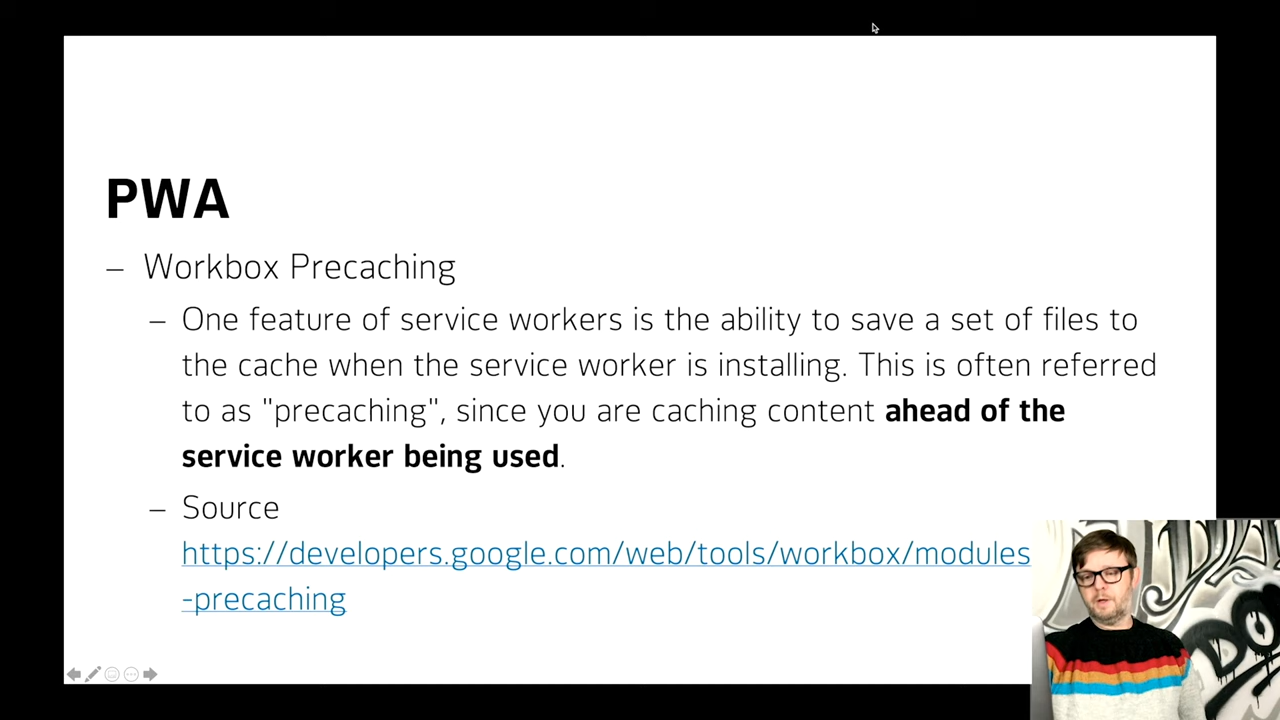 PWA
– Workbox Precaching
– One feature of service workers is the ability to save a set of files to
the cache when the service worker is installing. This is often referred
to as "precaching", since you are caching content ahead of the
service worker being used.
– Source
https://developers.google.com/web/tools/workbox/modules
-precaching